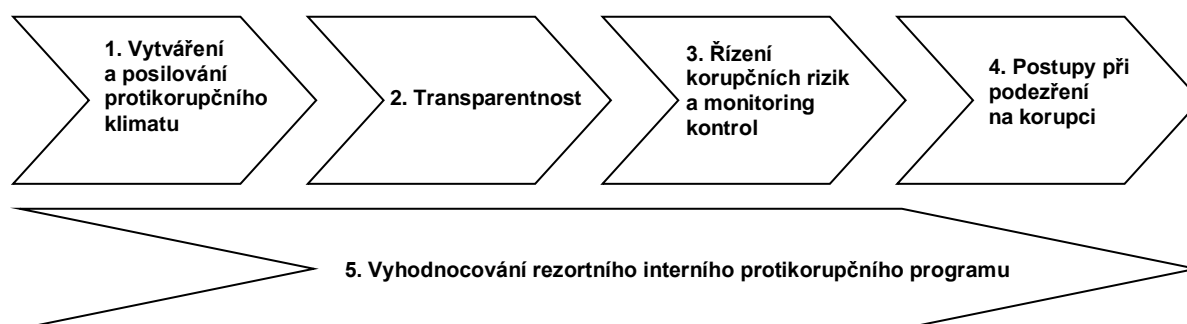 1. Vytváření
a posilování
protikorupčního
klimatu
2. Transparentnost
3. Řízení
korupčních rizik
a monitoring
kontrol
4. Postupy při
podezření
na korupci
5. Vyhodnocování rezortního interního protikorupčního programu